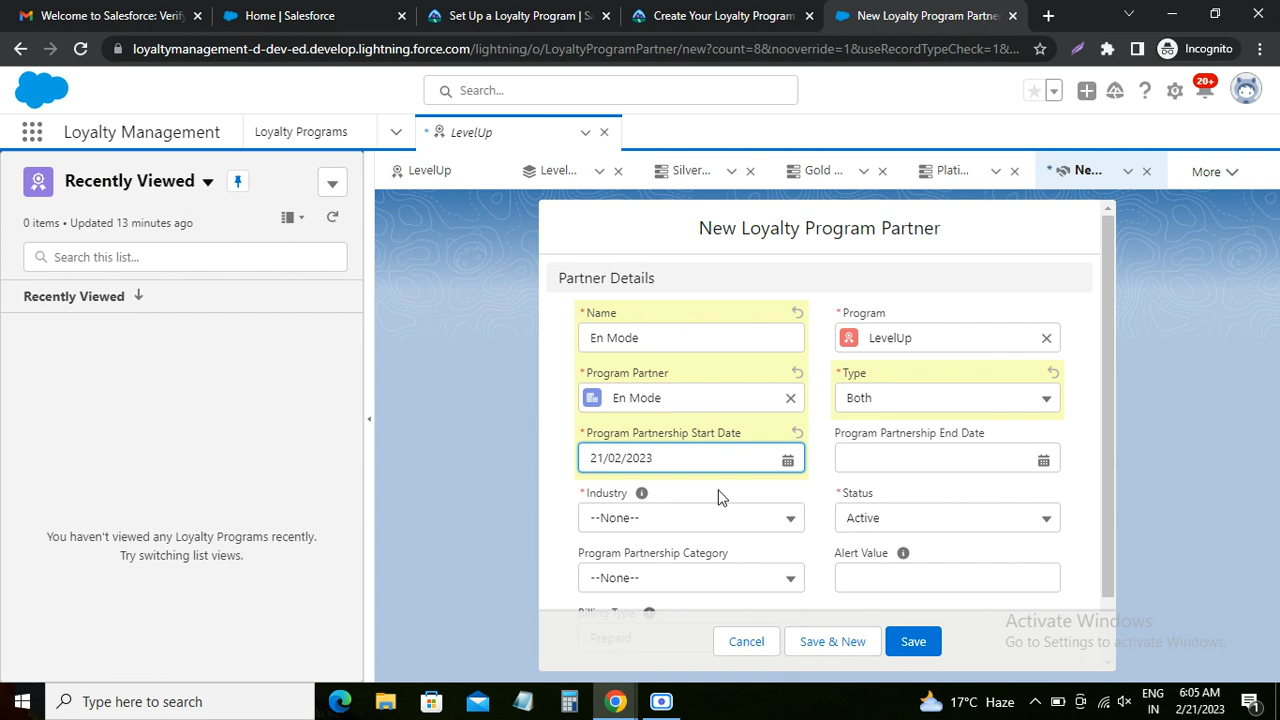 Welcome to Salesforce: Verify
Home | Salesforce
Set Up a Loyalty Program | Sa
Create Your Loyalty Program
New Loyalty Program Partner
loyaltymanagement-d-dev-ed.develop.lightning.force.com/lightning/o/LoyaltyProgramPartner/new?count=8&nooverride=1&useRecordTypeCheck=1&...
Incognito
Search...
20+
Loyalty Management
Loyalty Programs
* LevelUp
Recently Viewed
LevelUp
Level...
Silver...
Gold ...
Plati...
* Ne...
More
0 items • Updated 13 minutes ago
Search this list...
Recently Viewed
You haven't viewed any Loyalty Programs recently.
Try switching list views.
New Loyalty Program Partner
Partner Details
* Name
* Program
En Mode
LevelUp
* Program Partner
* Type
En Mode
Both
* Program Partnership Start Date
Program Partnership End Date
21/02/2023
* Industry
* Status
--None--
Active
Program Partnership Category
Alert Value
--None--
Billing Type
Prepaid
Cancel
Save & New
Save
Activate Windows
Go to Settings to activate Windows.
Type here to search
17°C Haze
ENG
IN
6:05 AM
2/21/2023
1